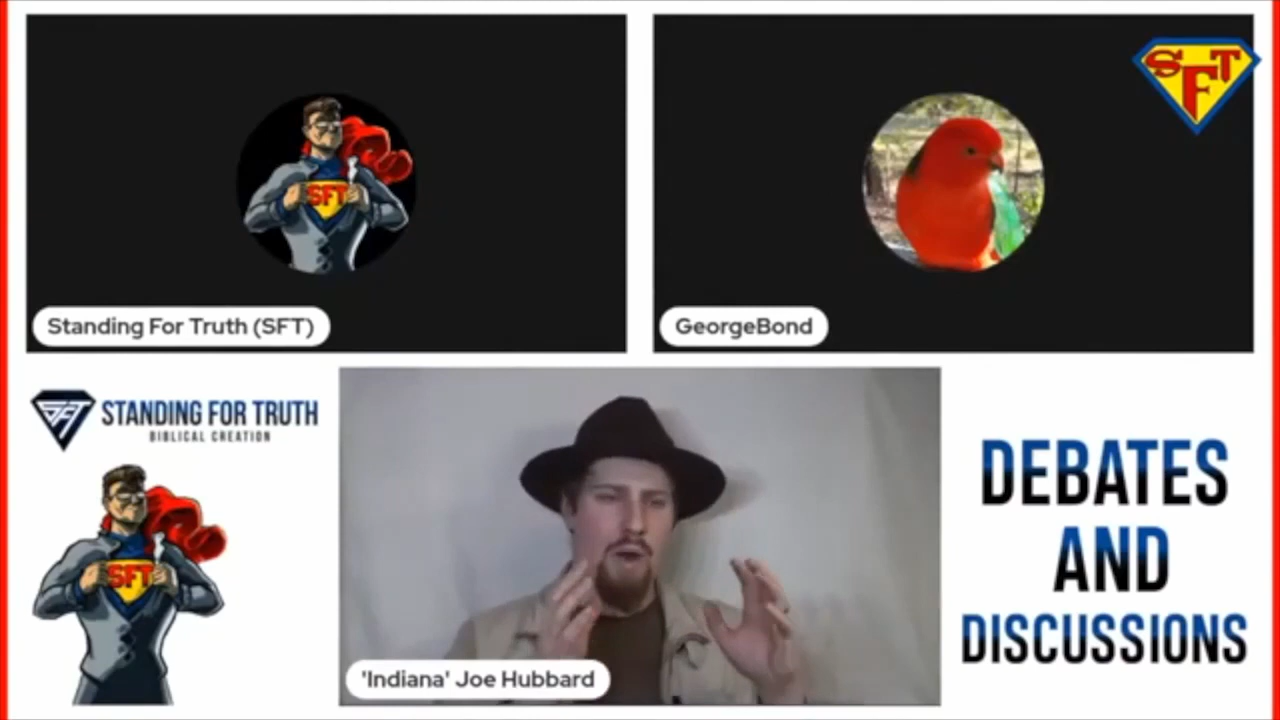 SFT
SFT
Standing For Truth (SFT)
GeorgeBond
SFT STANDING FOR TRUTH
BIBLICAL CREATION
SFT
'Indiana' Joe Hubbard
DEBATES
AND
DISCUSSIONS